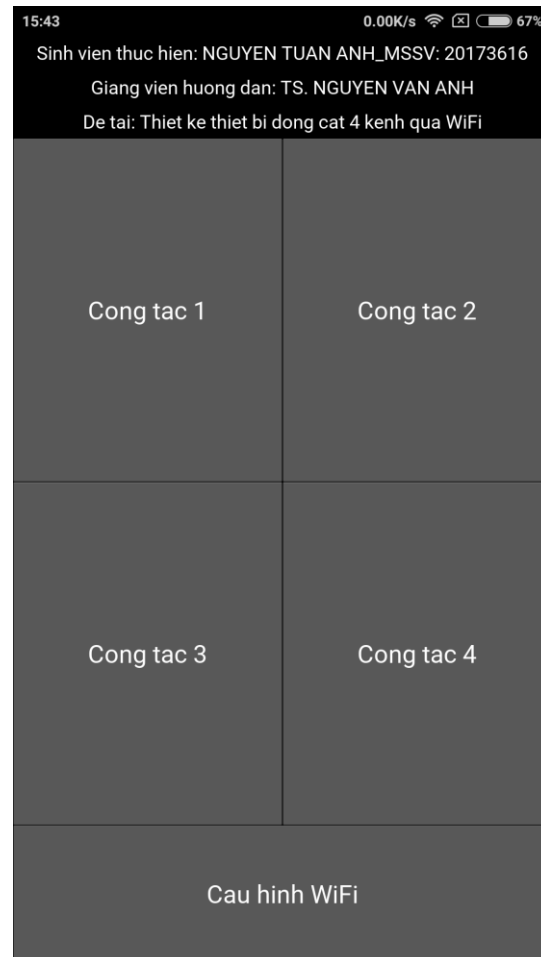 15:43 0.00K/s 67%
Sinh vien thuc hien: NGUYEN TUAN ANH_MSSV: 20173616
Giang vien huong dan: TS. NGUYEN VAN ANH
De tai: Thiet ke thiet bi dong cat 4 kenh qua WiFi
Cong tac 1 Cong tac 2
Cong tac 3 Cong tac 4
Cau hinh WiFi